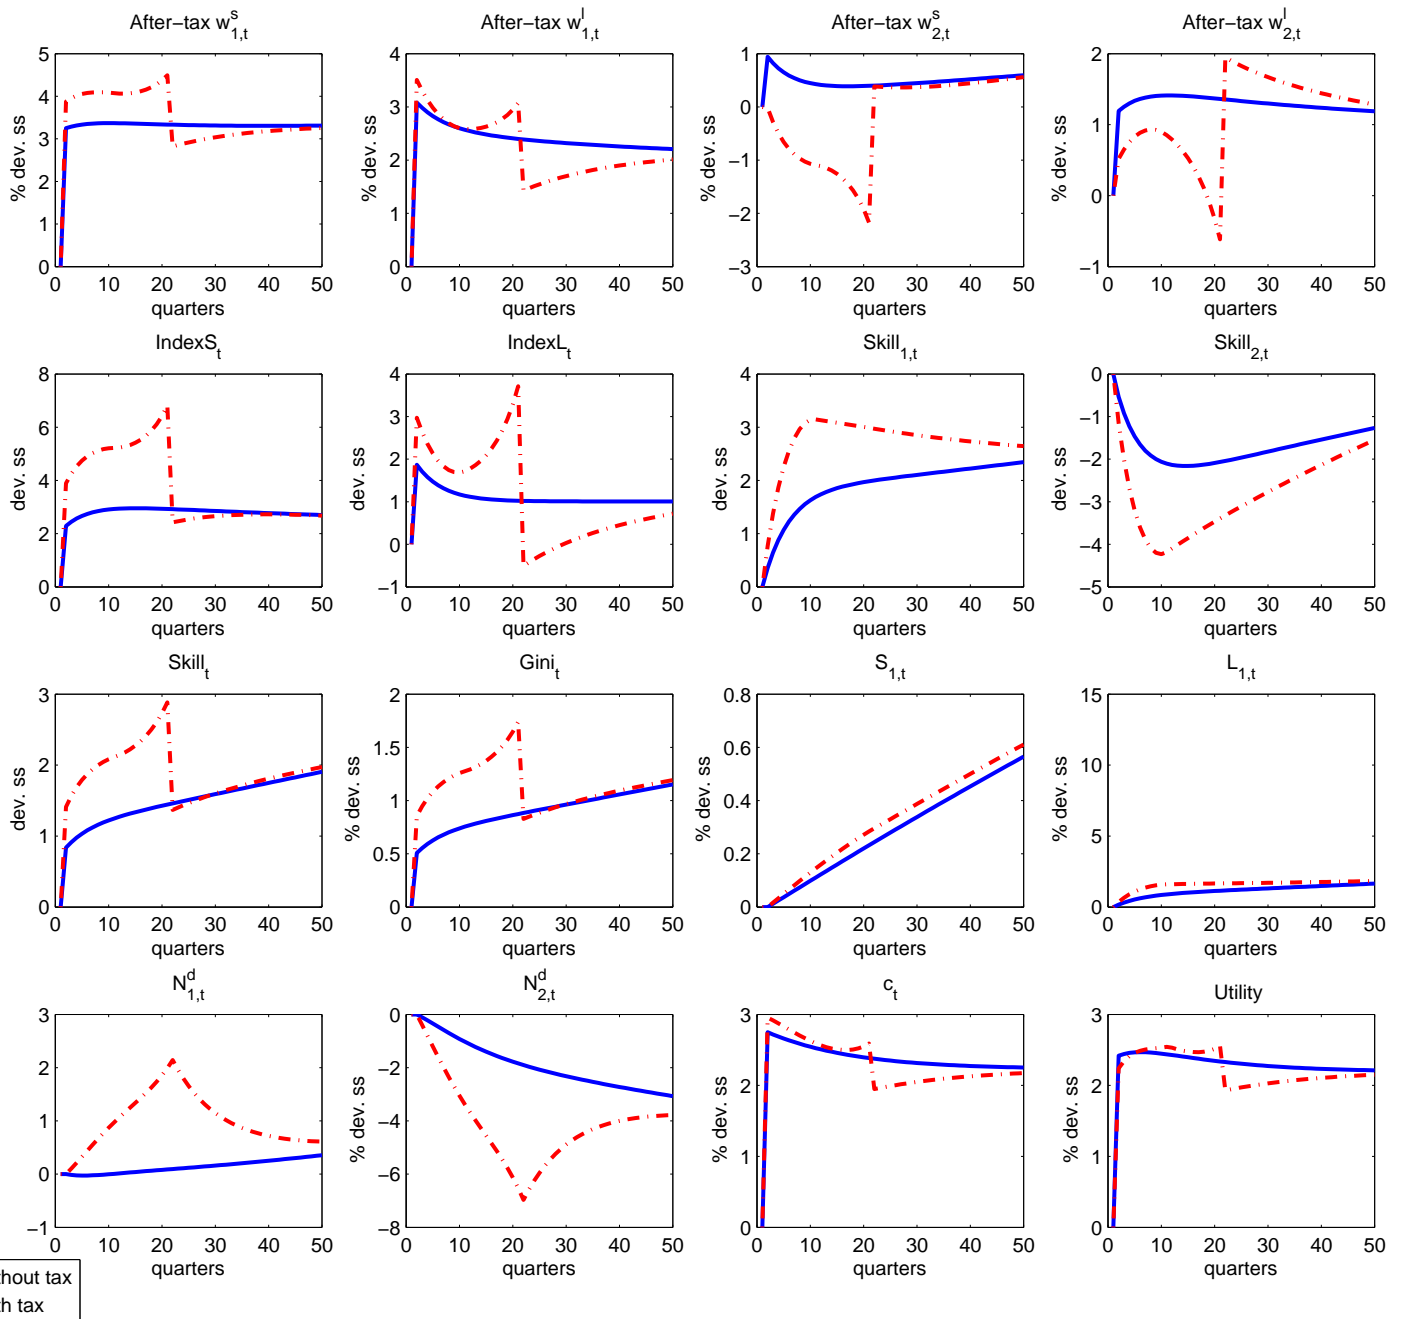 After−tax w^s_{1,t}
After−tax w^l_{1,t}
After−tax w^s_{2,t}
After−tax w^l_{2,t}
% dev. ss
5
4
3
2
1
0
0 10 20 30 40 50
quarters
% dev. ss
4
3
2
1
0
0 10 20 30 40 50
quarters
% dev. ss
1
0
−1
−2
−3
0 10 20 30 40 50
quarters
% dev. ss
2
1
0
−1
0 10 20 30 40 50
quarters
IndexS_t
IndexL_t
Skill_{1,t}
Skill_{2,t}
dev. ss
8
6
4
2
0
0 10 20 30 40 50
quarters
dev. ss
4
3
2
1
0
−1
0 10 20 30 40 50
quarters
dev. ss
4
3
2
1
0
0 10 20 30 40 50
quarters
dev. ss
0
−1
−2
−3
−4
−5
0 10 20 30 40 50
quarters
Skill_t
Gini_t
S_{1,t}
L_{1,t}
dev. ss
3
2
1
0
0 10 20 30 40 50
quarters
% dev. ss
2
1.5
1
0.5
0
0 10 20 30 40 50
quarters
% dev. ss
0.8
0.6
0.4
0.2
0
0 10 20 30 40 50
quarters
% dev. ss
15
10
5
0
0 10 20 30 40 50
quarters
N^d_{1,t}
N^d_{2,t}
c_t
Utility
% dev. ss
3
2
1
0
−1
0 10 20 30 40 50
quarters
% dev. ss
0
−2
−4
−6
−8
0 10 20 30 40 50
quarters
% dev. ss
3
2
1
0
0 10 20 30 40 50
quarters
% dev. ss
3
2
1
0
0 10 20 30 40 50
quarters
thout tax
th tax